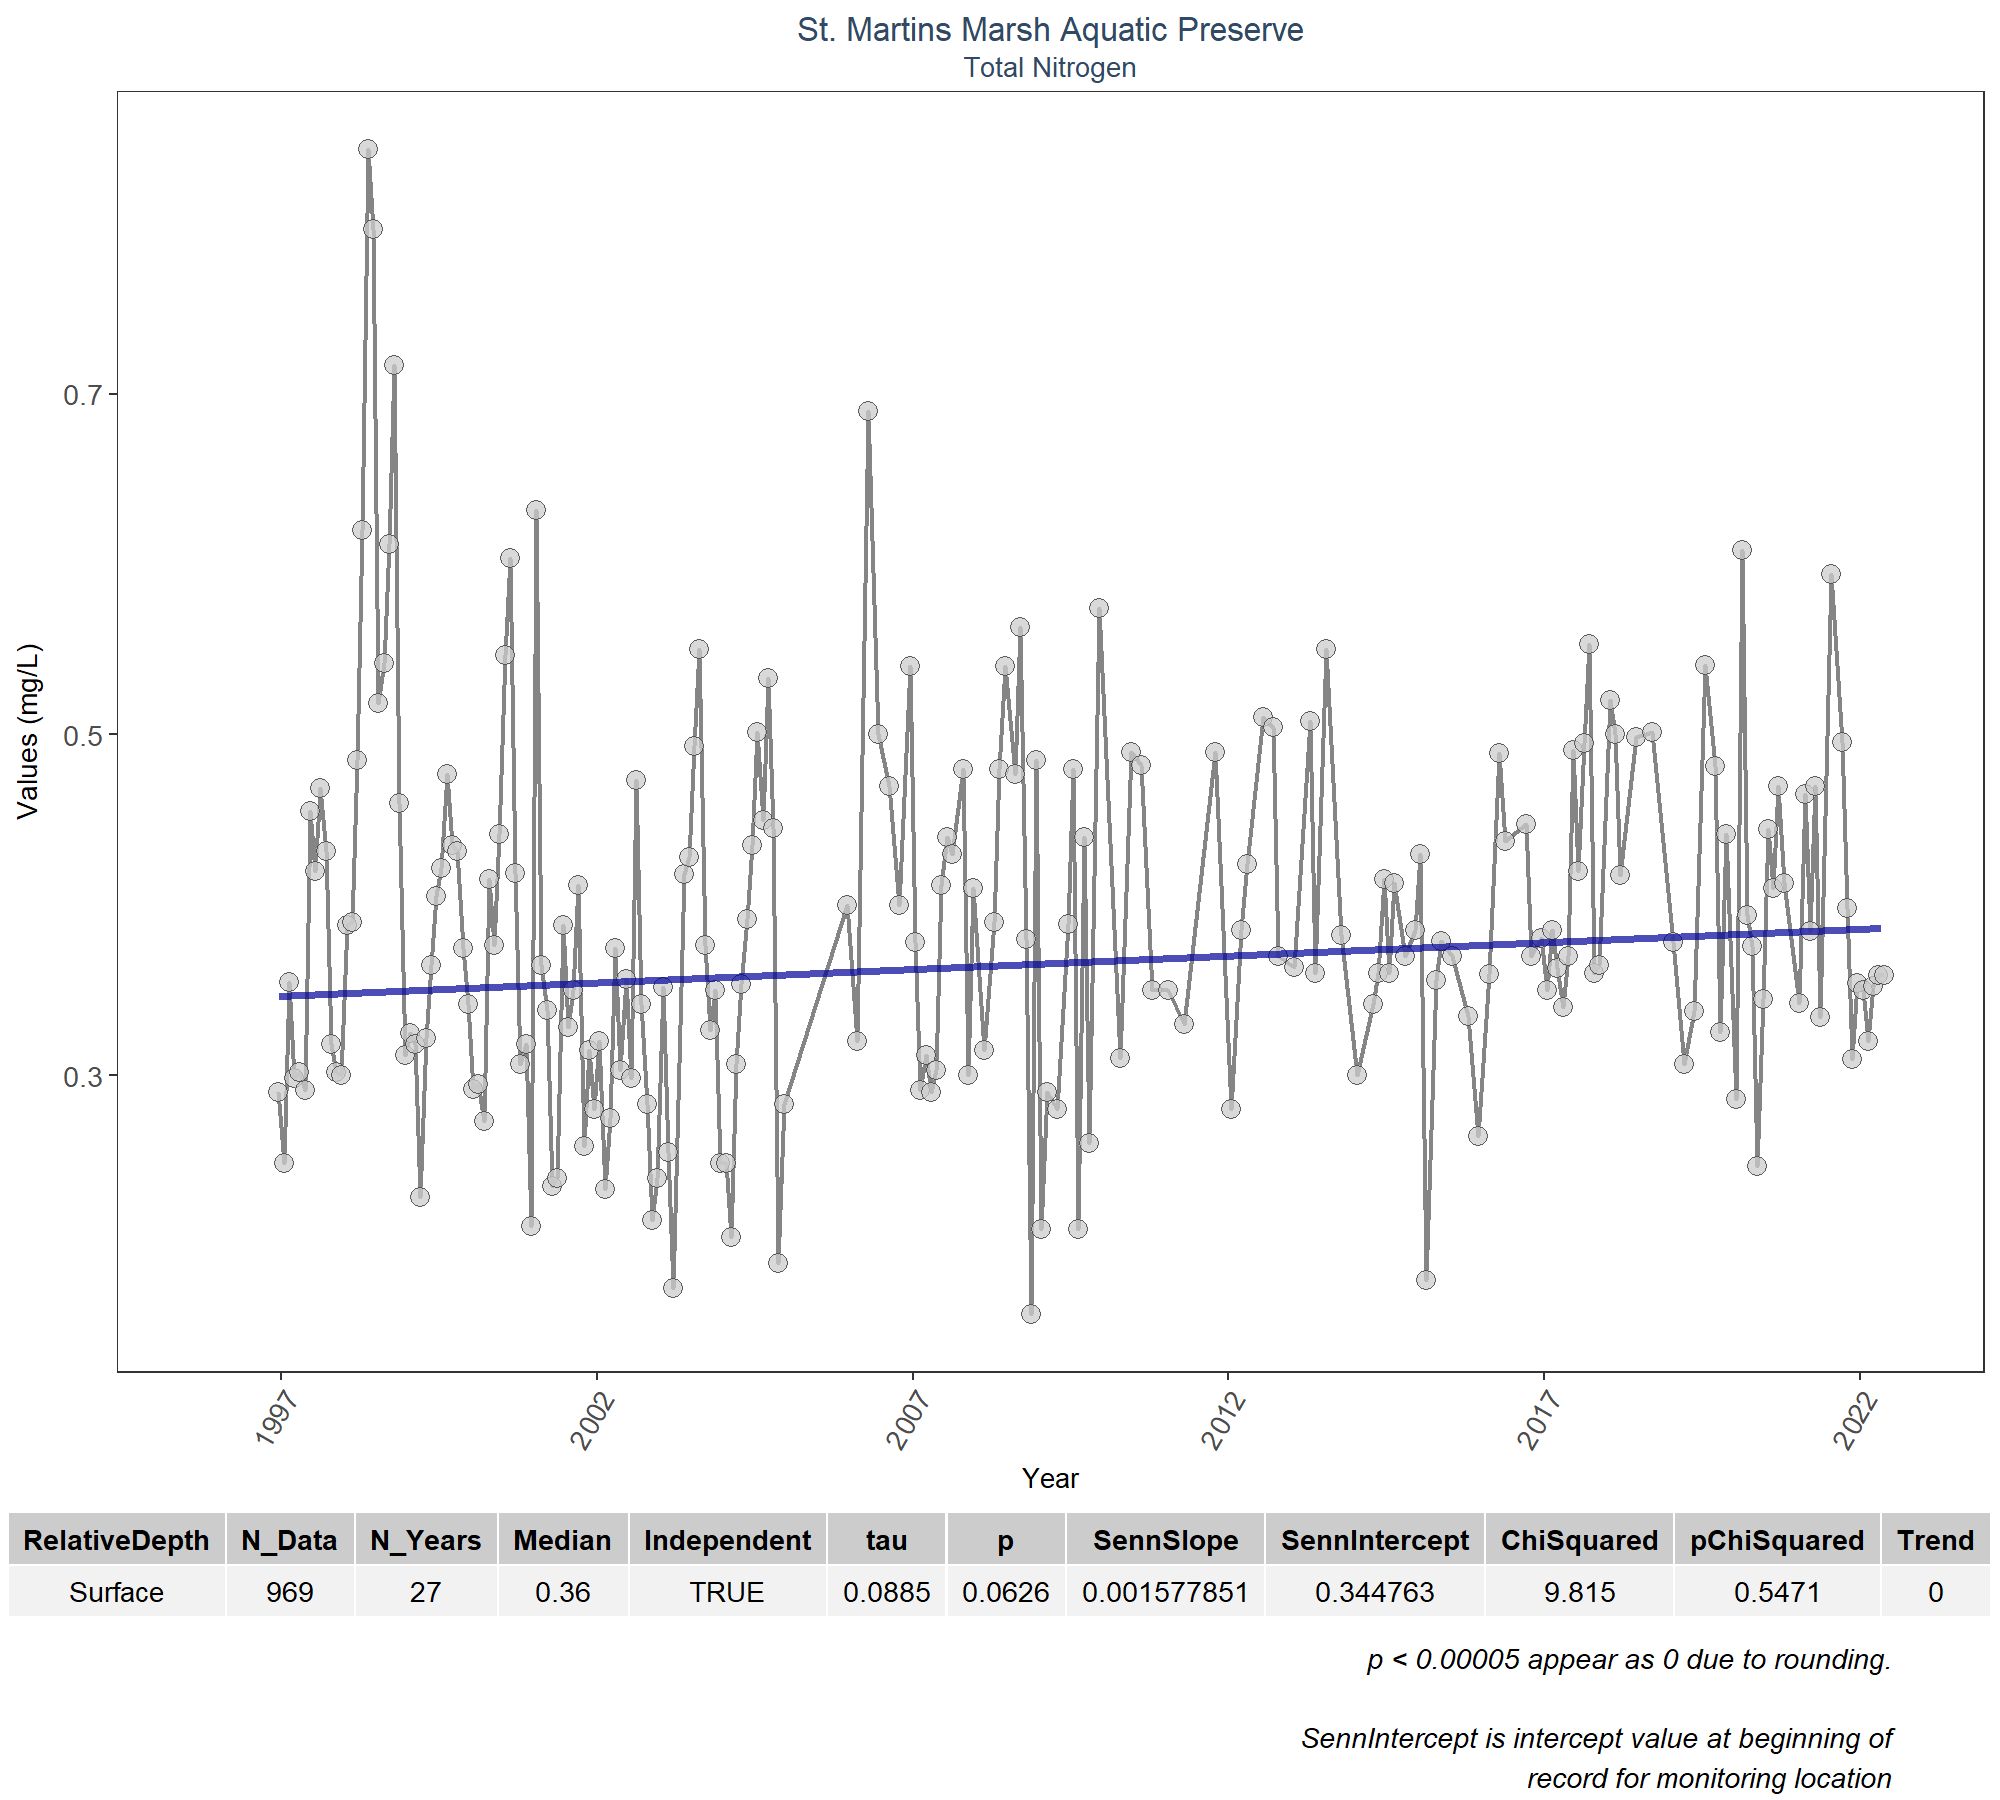 St. Martins Marsh Aquatic Preserve
Total Nitrogen
Values (mg/L)
0.7
0.5
0.3
1997 2002 2007 2012 2017 2022
Year
RelativeDepth N_Data N_Years Median Independent tau p SennSlope SennIntercept ChiSquared pChiSquared Trend
Surface 969 27 0.36 TRUE 0.0885 0.0626 0.001577851 0.344763 9.815 0.5471 0
p < 0.00005 appear as 0 due to rounding.
SennIntercept is intercept value at beginning of
record for monitoring location